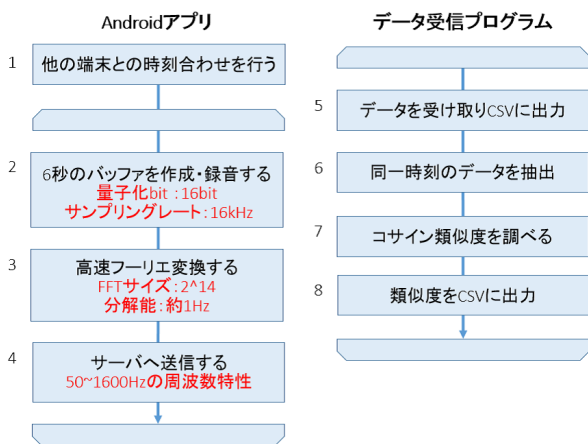 Androidアプリ
1
他の端末との時刻合わせを行う
2
6秒のバッファを作成・録音する
量子化bit：16bit
サンプリングレート：16kHz
3
高速フーリエ変換する
FFTサイズ：2^14
分解能：約1Hz
4
サーバへ送信する
50~1600Hzの周波数特性
データ受信プログラム
5
データを受け取りCSVに出力
6
同一時刻のデータを抽出
7
コサイン類似度を調べる
8
類似度をCSVに出力